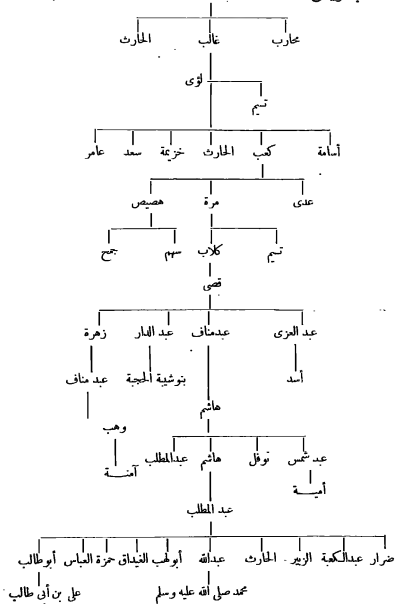 محارب غالب الحارث
لؤى
تيم
أسامة كعب الحارث خزيمة سعد عامر
عدى مرة هصيص
تيم كلاب سهم جمح
قصى
عبد العزى عبدمناف عبد الدار زهرة
أسد بنوشيبة الحجبة عبد مناف
هاشم
وهب
عبد شمس نوفل هاشم عبدالمطلب
آمنة
أمية
عبد المطلب
ضرار عبدالكعبة الزبير الحارث عبدالله أبولهب الغيداق حمزة العباس أبوطالب
محمد صلى الله عليه وسلم على بن أبى طالب